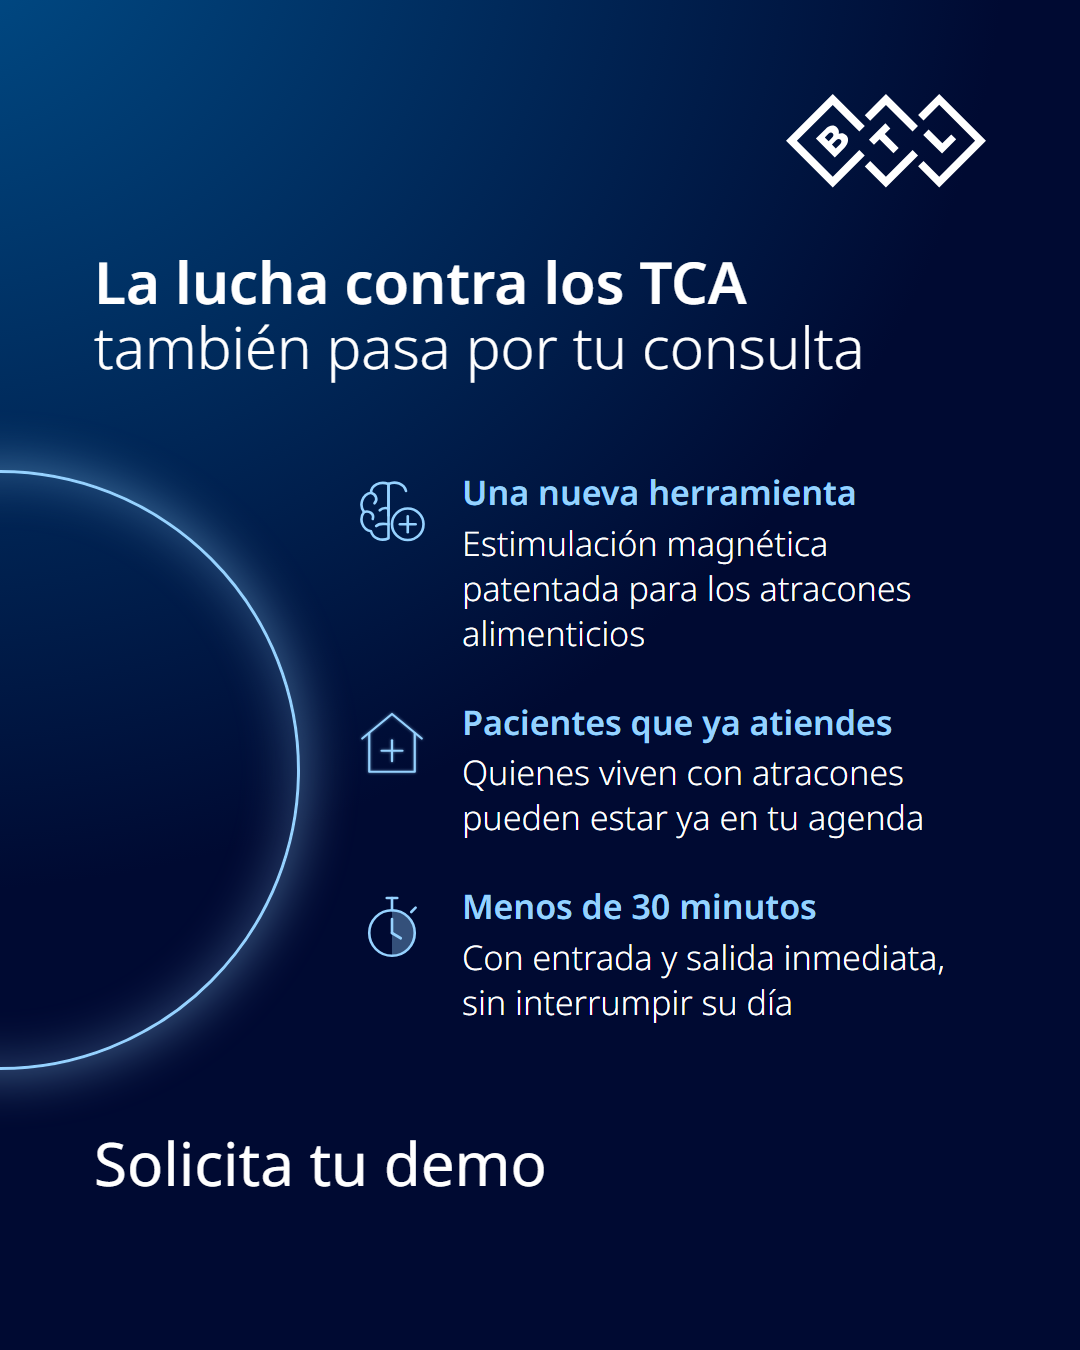 BTL
La lucha contra los TCA
también pasa por tu consulta
Una nueva herramienta
Estimulación magnética
patentada para los atracones
alimenticios
Pacientes que ya atiendes
Quienes viven con atracones
pueden estar ya en tu agenda
Menos de 30 minutos
Con entrada y salida inmediata,
sin interrumpir su día
Solicita tu demo